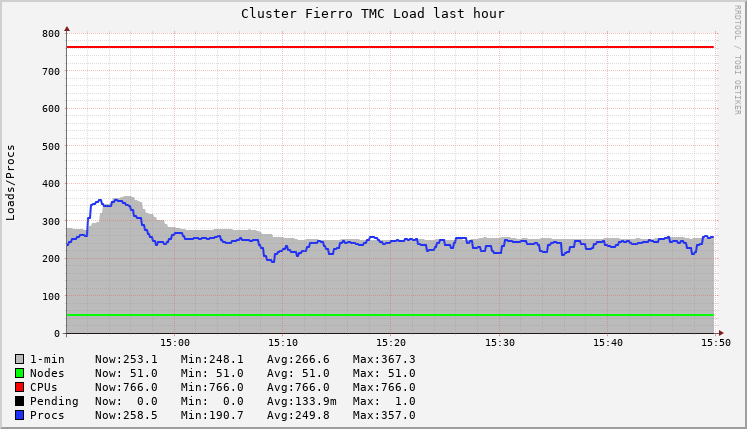 Cluster Fierro TMC Load last hour
RRDTOOL / TOBI OETIKER
Loads/Procs
800
700
600
500
400
300
200
100
0
15:00 15:10 15:20 15:30 15:40 15:50
1-min Now:253.1 Min:248.1 Avg:266.6 Max:367.3
Nodes Now: 51.0 Min: 51.0 Avg: 51.0 Max: 51.0
CPUs Now:766.0 Min:766.0 Avg:766.0 Max:766.0
Pending Now: 0.0 Min: 0.0 Avg:133.9m Max: 1.0
Procs Now:258.5 Min:190.7 Avg:249.8 Max:357.0